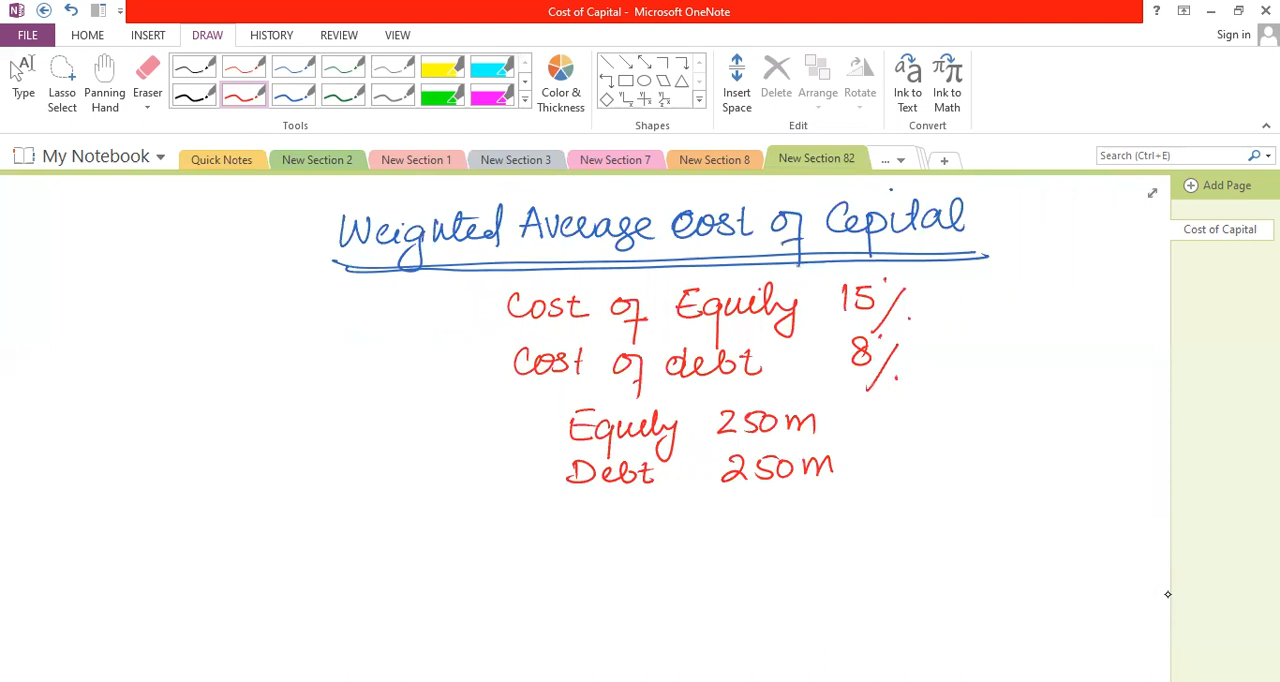 Cost of Capital - Microsoft OneNote
?
FILE HOME INSERT DRAW HISTORY REVIEW VIEW
Sign in
Type
Lasso Select
Panning Hand
Eraser
Color & Thickness
Insert Space
Delete
Arrange
Rotate
Ink to Text
Ink to Math
Tools
Shapes
Edit
Convert
My Notebook
Quick Notes
New Section 2
New Section 1
New Section 3
New Section 7
New Section 8
New Section 82
...
Search (Ctrl+E)
Add Page
Cost of Capital
Weighted Average Cost of Cepital
Cost of Equity 15%
Cost of debt 8%
Equity 250m
Debt 250m